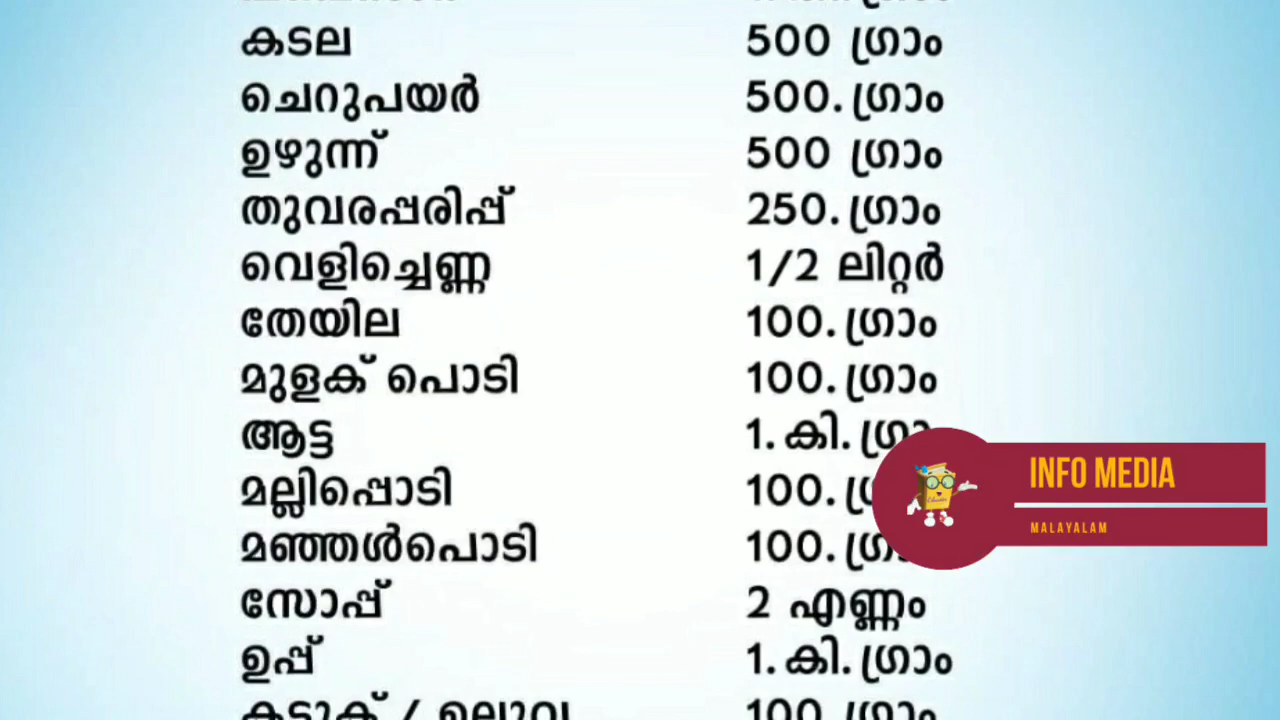 കടല 500 ഗ്രാം
ചെറുപയർ 500. ഗ്രാം
ഉഴുന്ന് 500 ഗ്രാം
തുവരപ്പരിപ്പ് 250. ഗ്രാം
വെളിച്ചെണ്ണ 1/2 ലിറ്റർ
തേയില 100. ഗ്രാം
മുളക് പൊടി 100. ഗ്രാം
ആട്ട 1. കി.
മല്ലിപ്പൊടി 100.
മഞ്ഞൾപൊടി 100.
സോപ്പ് 2 എണ്ണം
ഉപ്പ് 1. കി. ഗ്രാം
INFO MEDIA
MALAYALAM